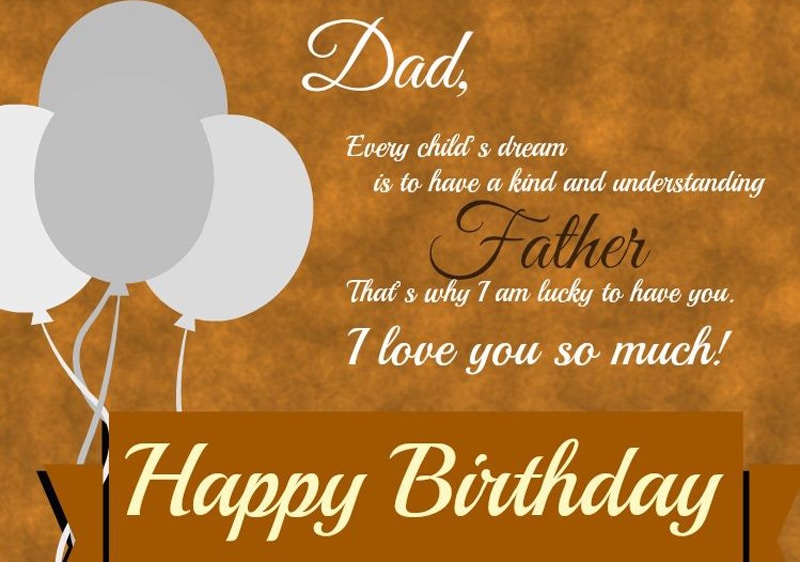 Dad,
Every child's dream
is to have a kind and understanding
Father
That's why I am lucky to have you.
I love you so much!
Happy Birthday